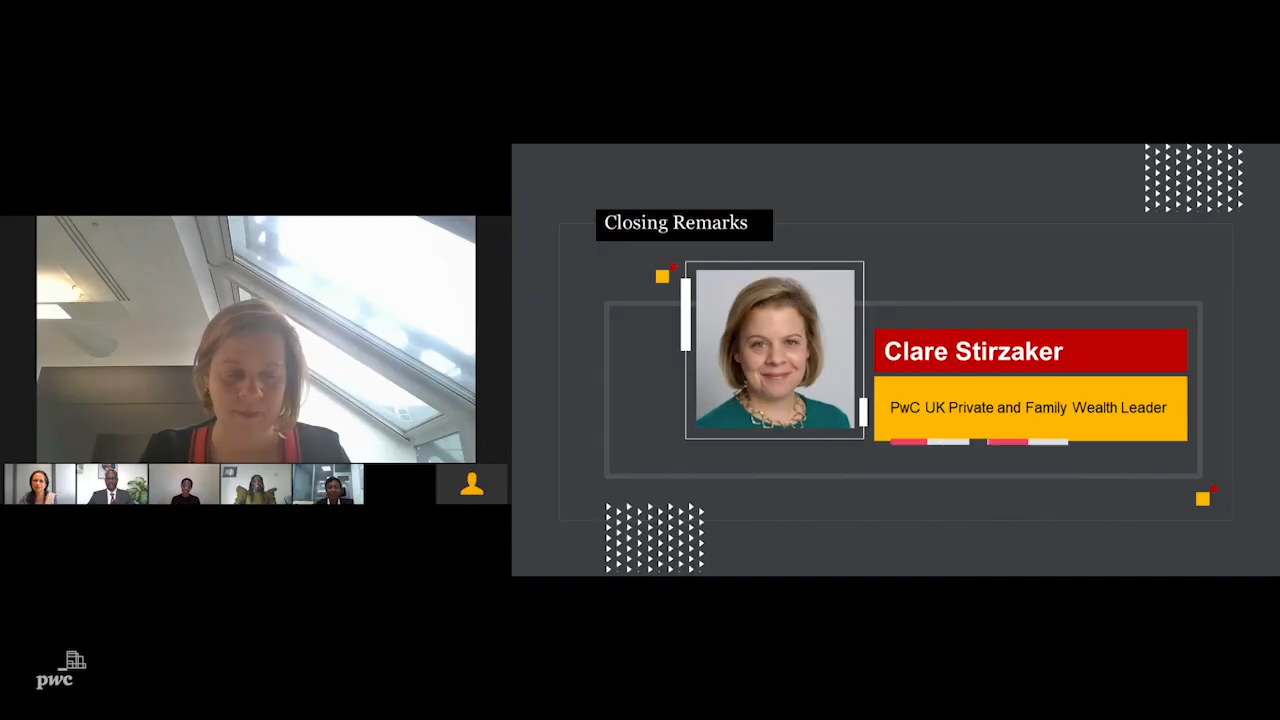 Closing Remarks
Clare Stirzaker
PwC UK Private and Family Wealth Leader
pwc